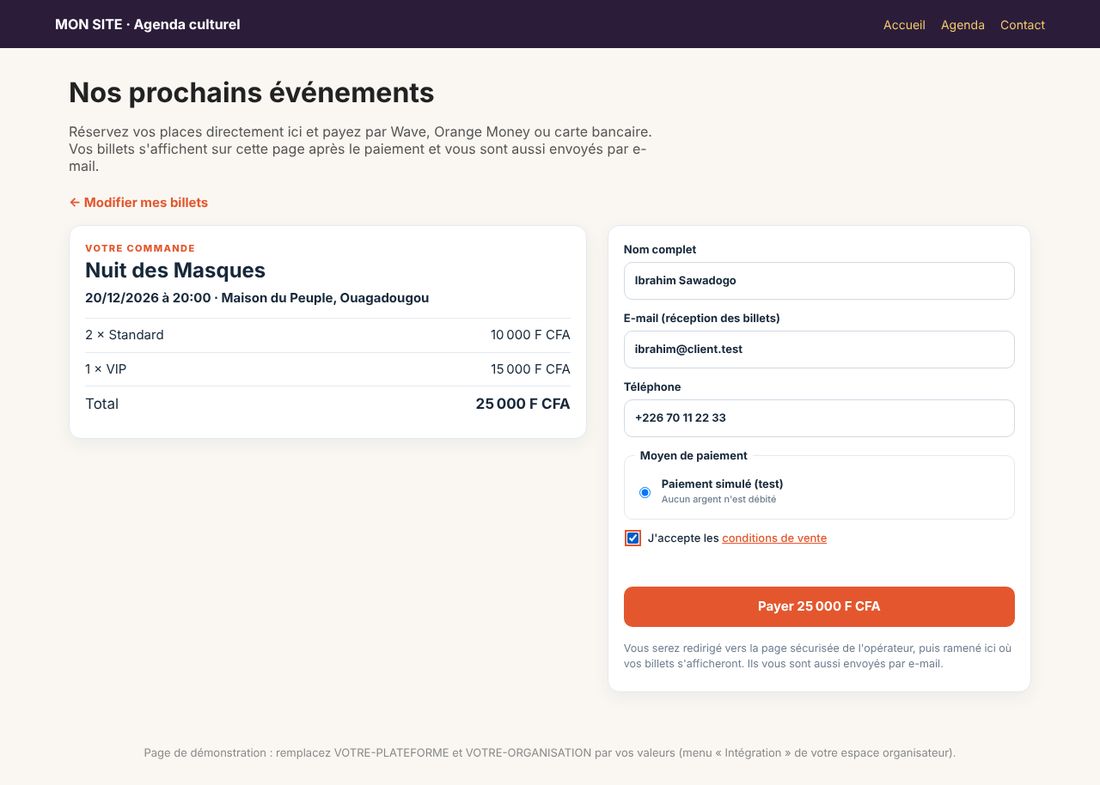 MON SITE · Agenda culturel
Accueil Agenda Contact
Nos prochains événements
Réservez vos places directement ici et payez par Wave, Orange Money ou carte bancaire.
Vos billets s'affichent sur cette page après le paiement et vous sont aussi envoyés par e-
mail.
← Modifier mes billets
VOTRE COMMANDE
Nuit des Masques
20/12/2026 à 20:00 · Maison du Peuple, Ouagadougou
2 × Standard 10 000 F CFA
1 × VIP 15 000 F CFA
Total 25 000 F CFA
Nom complet
Ibrahim Sawadogo
E-mail (réception des billets)
ibrahim@client.test
Téléphone
+226 70 11 22 33
Moyen de paiement
Paiement simulé (test)
Aucun argent n'est débité
J'accepte les conditions de vente
Payer 25 000 F CFA
Vous serez redirigé vers la page sécurisée de l'opérateur, puis ramené ici où
vos billets s'afficheront. Ils vous sont aussi envoyés par e-mail.
Page de démonstration : remplacez VOTRE-PLATEFORME et VOTRE-ORGANISATION par vos valeurs (menu « Intégration » de votre espace organisateur).